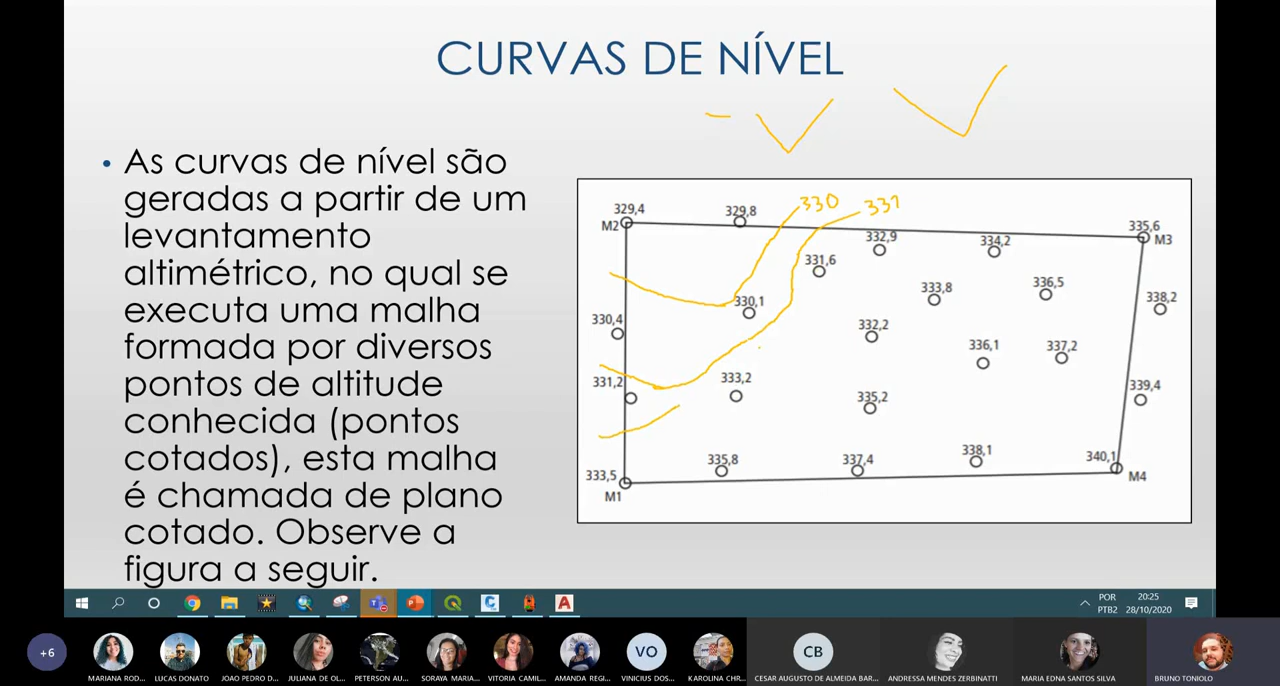 CURVAS DE NÍVEL
• As curvas de nível são
geradas a partir de um
levantamento
altimétrico, no qual se
executa uma malha
formada por diversos
pontos de altitude
conhecida (pontos
cotados), esta malha
é chamada de plano
cotado. Observe a
figura a seguir.
330
331
329,4
M2
329,8
332,9
334,2
335,6
M3
331,6
333,8
336,5
338,2
330,1
330,4
332,2
336,1
337,2
331,2
333,2
335,2
339,4
333,5
M1
335,8
337,4
338,1
340,1
M4
POR
PTB2
20:25
28/10/2020
+6
VO
CB
MARIANA ROD...
LUCAS DONATO
JOAO PEDRO D...
JULIANA DE OL...
PETERSON AU...
SORAYA MARIA...
VITORIA CAMIL...
AMANDA REGI...
VINICIUS DOS...
KAROLINA CHR...
CESAR AUGUSTO DE ALMEIDA BAR...
ANDRESSA MENDES ZERBINATTI
MARIA EDNA SANTOS SILVA
BRUNO TONIOLO